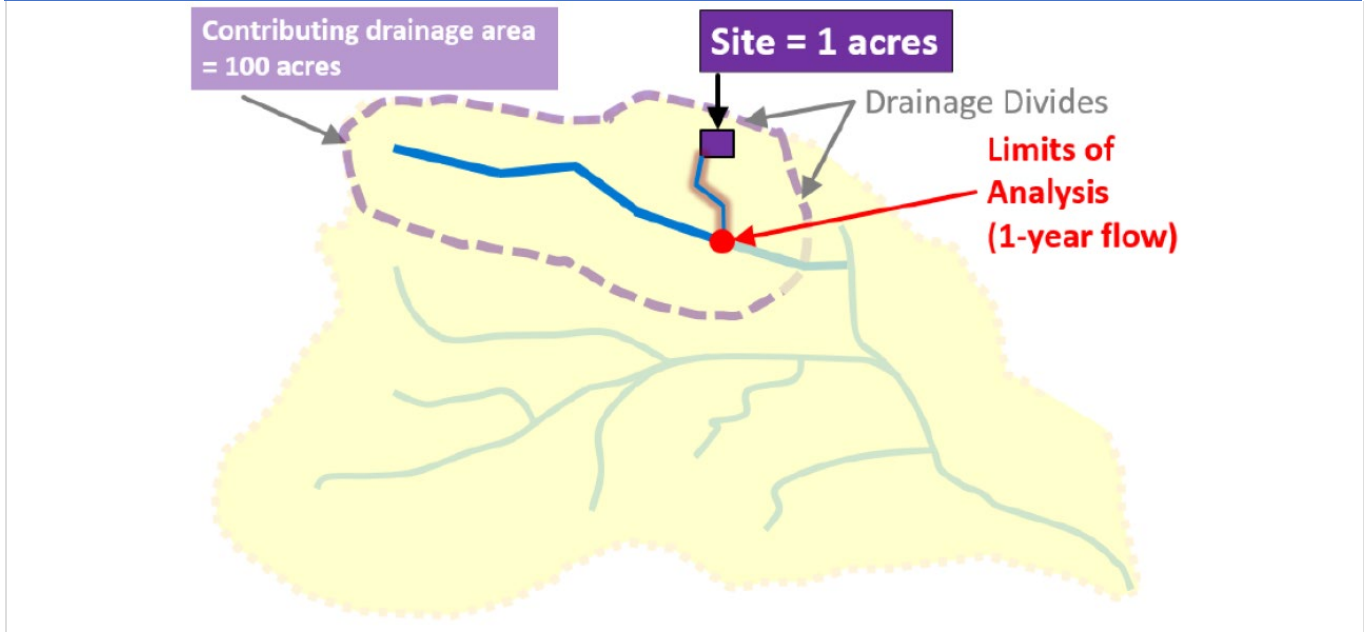 Contributing drainage area
= 100 acres
Site = 1 acres
Drainage Divides
Limits of
Analysis
(1-year flow)